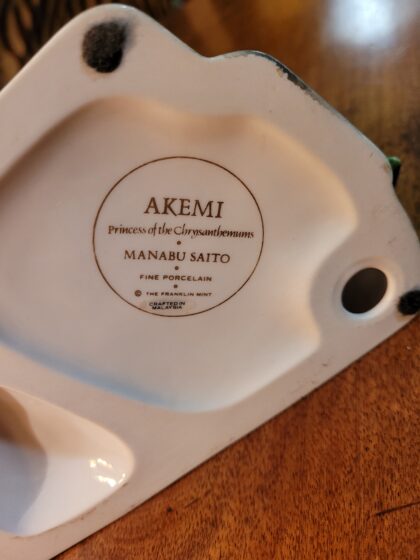 AKEMI
Princess of the Chrysanthemums
MANABU SAITO
FINE PORCELAIN
© THE FRANKLIN MINT
CRAFTED IN
MALAYSIA